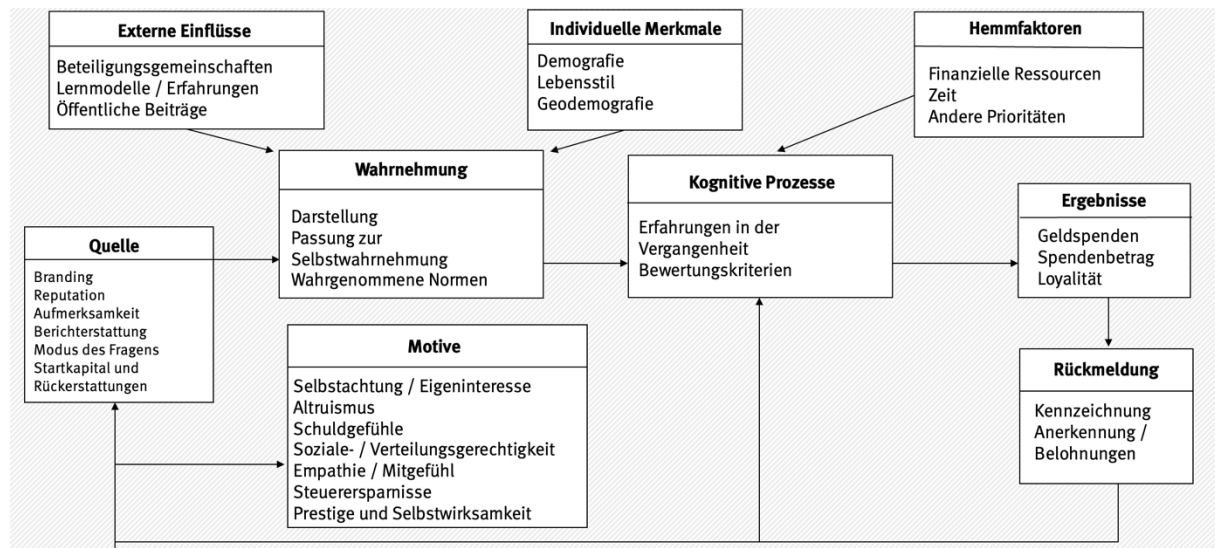 Externe Einflüsse
Beteiligungsgemeinschaften
Lernmodelle / Erfahrungen
Öffentliche Beiträge
Individuelle Merkmale
Demografie
Lebensstil
Geodemografie
Hemmfaktoren
Finanzielle Ressourcen
Zeit
Andere Prioritäten
Quelle
Branding
Reputation
Aufmerksamkeit
Berichterstattung
Modus des Fragens
Startkapital und
Rückerstattungen
Wahrnehmung
Darstellung
Passung zur
Selbstwahrnehmung
Wahrgenommene Normen
Motive
Selbstachtung / Eigeninteresse
Altruismus
Schuldgefühle
Soziale- / Verteilungsgerechtigkeit
Empathie / Mitgefühl
Steuerersparnisse
Prestige und Selbstwirksamkeit
Kognitive Prozesse
Erfahrungen in der
Vergangenheit
Bewertungskriterien
Ergebnisse
Geldspenden
Spendenbetrag
Loyalität
Rückmeldung
Kennzeichnung
Anerkennung /
Belohnungen